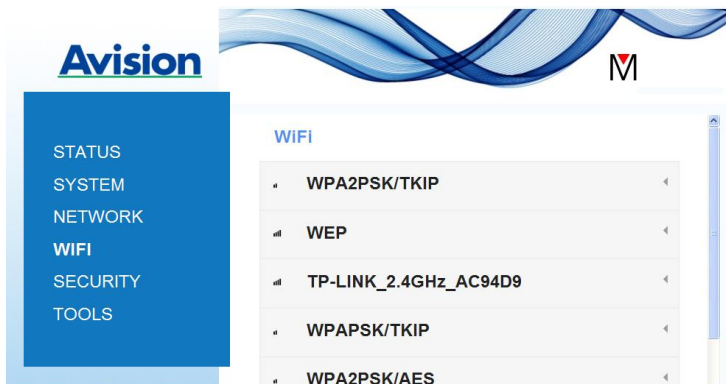 Avision
M
STATUS
SYSTEM
NETWORK
WIFI
SECURITY
TOOLS
WiFi
WPA2PSK/TKIP
WEP
TP-LINK_2.4GHz_AC94D9
WPAPSK/TKIP
WPA2PSK/AES